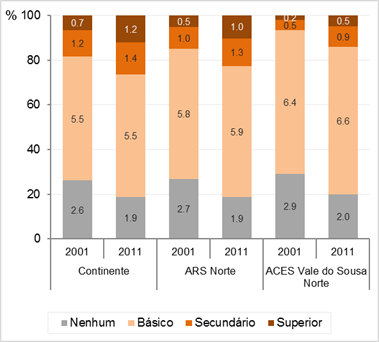 %
100
80
60
40
20
0
0.7 1.2 0.5 1.0 0.2 0.5
1.2 1.4 1.0 1.3 0.5 0.9
5.5 5.5 5.8 5.9 6.4 6.6
2.6 1.9 2.7 1.9 2.9 2.0
2001 2011 2001 2011 2001 2011
Continente ARS Norte ACES Vale do Sousa
Norte
Nenhum Básico Secundário Superior